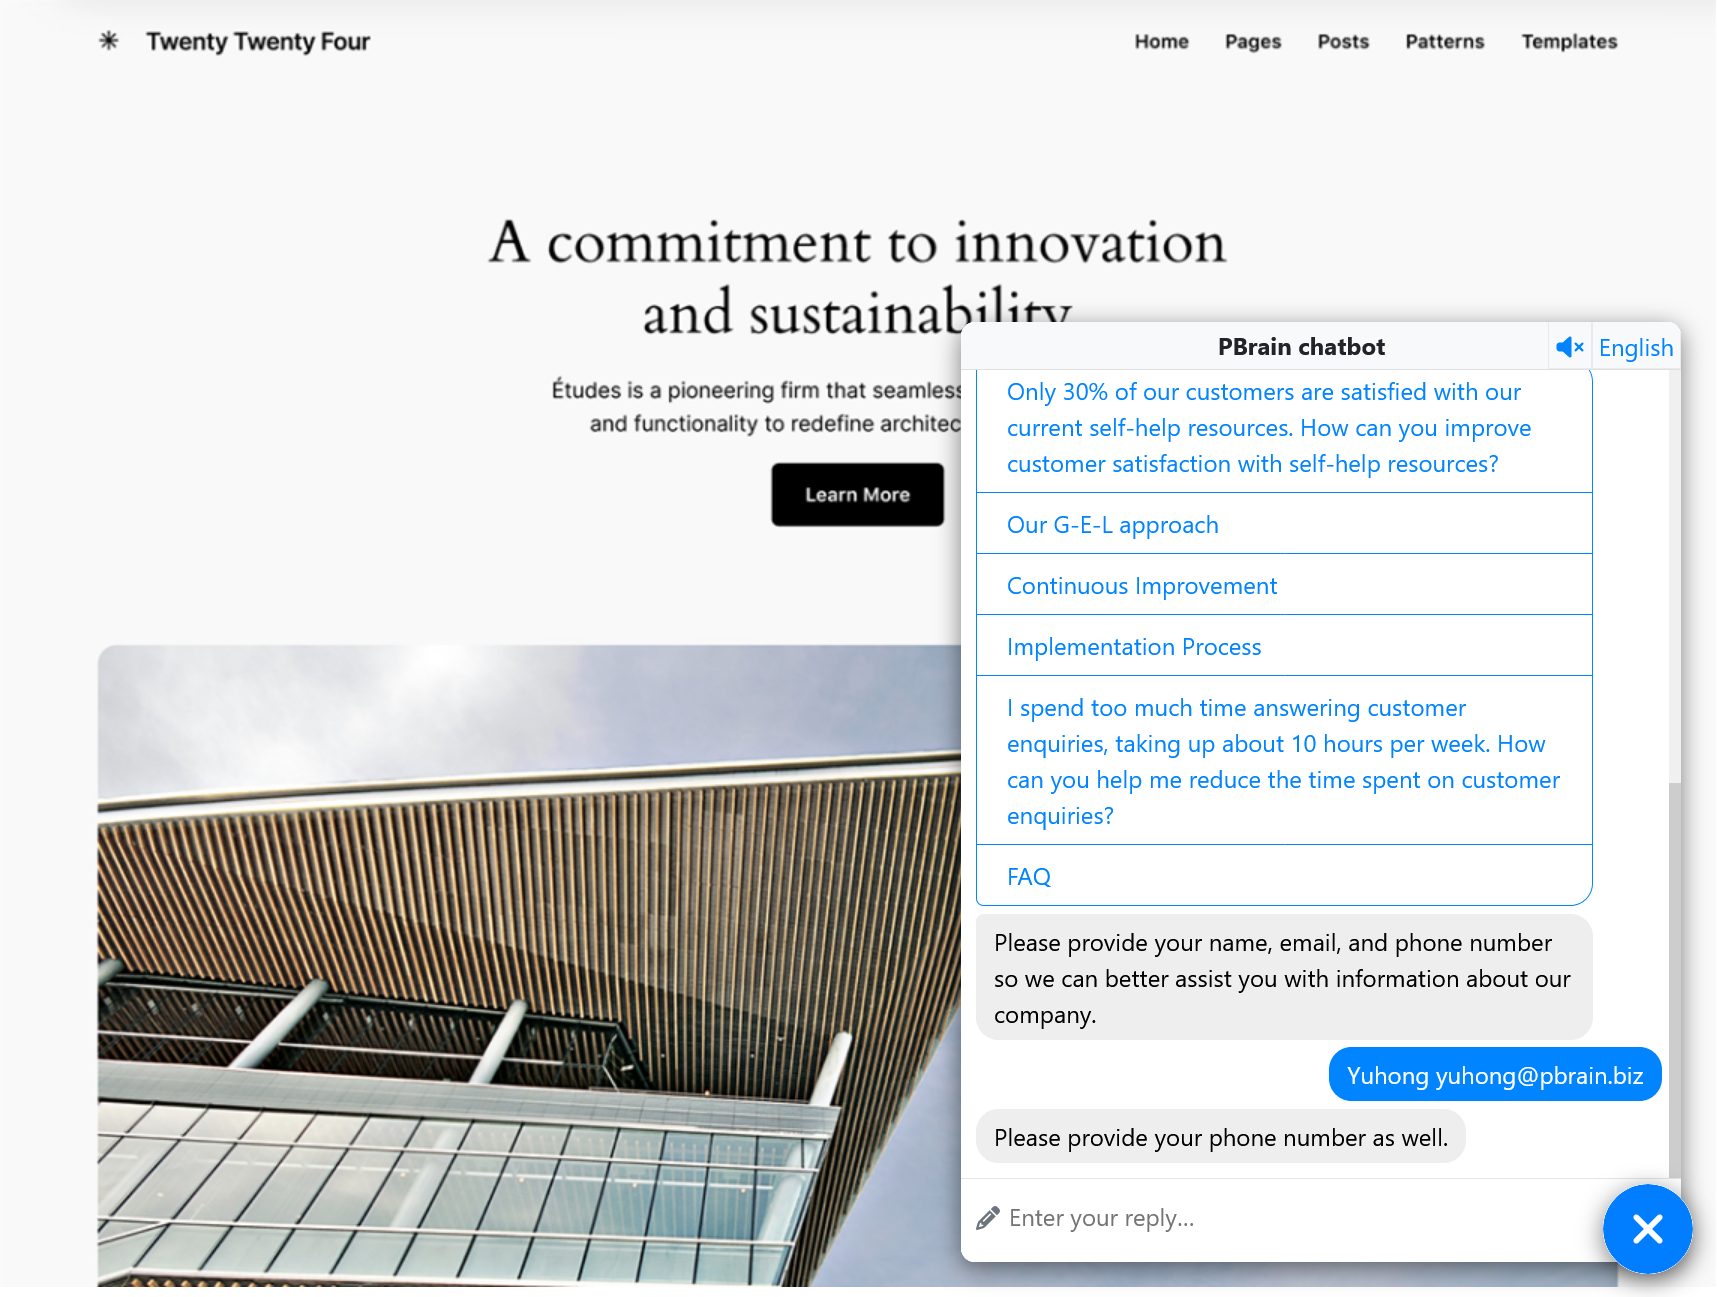 Twenty Twenty Four
Home Pages Posts Patterns Templates
A commitment to innovation
and sustainability
Études is a pioneering firm that
and functionality to redefine
Learn More
PBrain chatbot
English
Only 30% of our customers are satisfied with our
current self-help resources. How can you improve
customer satisfaction with self-help resources?
Our G-E-L approach
Continuous Improvement
Implementation Process
I spend too much time answering customer
enquiries, taking up about 10 hours per week. How
can you help me reduce the time spent on customer
enquiries?
FAQ
Please provide your name, email, and phone number
so we can better assist you with information about our
company.
Yuhong yuhong@pbrain.biz
Please provide your phone number as well.
Enter your reply...